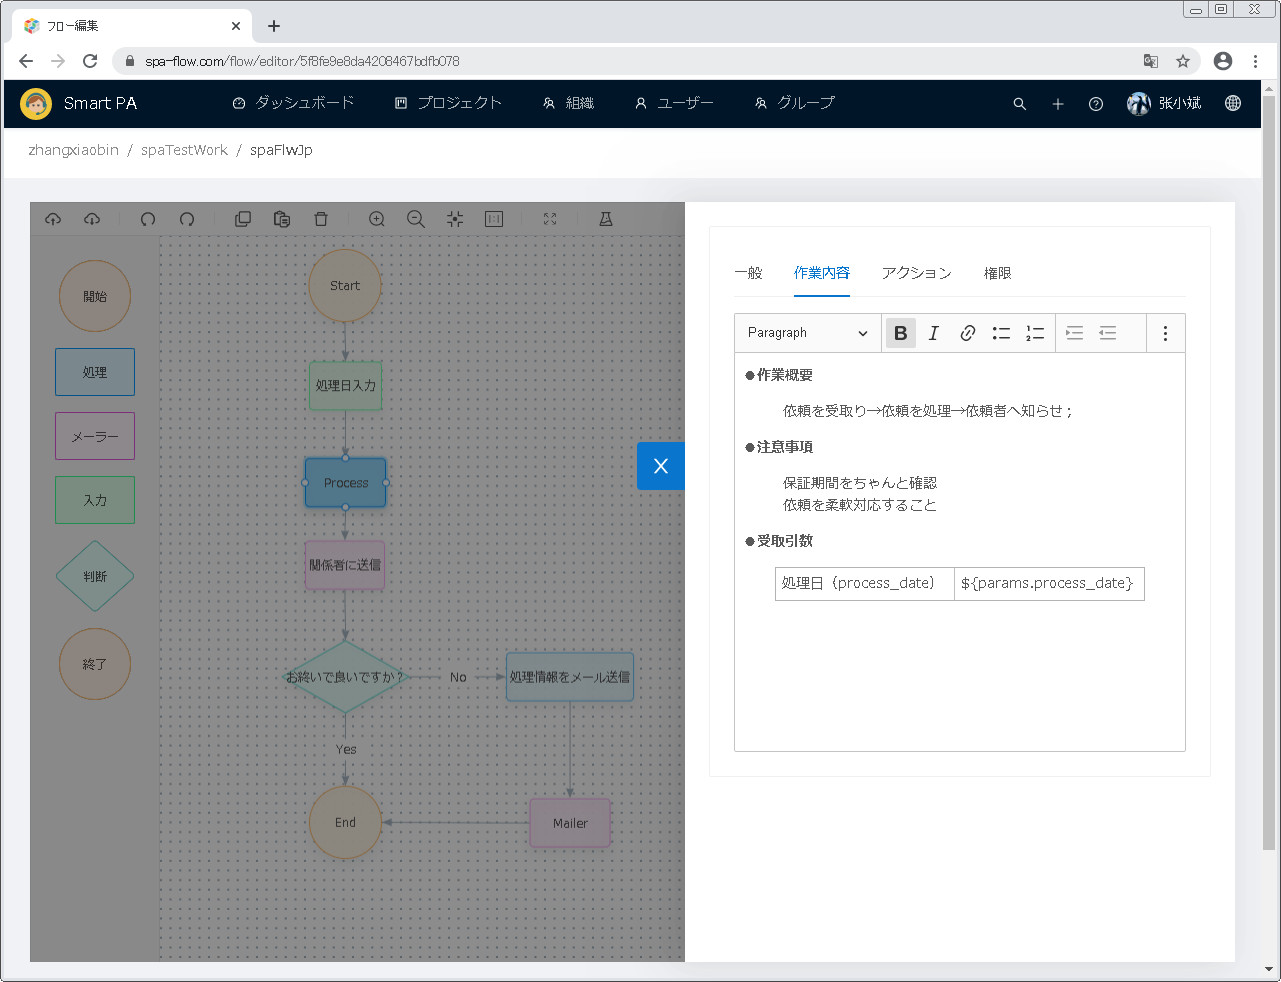 フロー編集
spa-flow.com/flow/editor/5f8fe9e8da4208467bdfb078
Smart PA
ダッシュボード
プロジェクト
組織
ユーザー
グループ
张小斌
zhangxiaobin / spaTestWork / spaFlwJp
開始
処理
メーラー
入力
判断
終了
Start
処理日入力
Process
関係者に送信
お終いで良いですか？
No
処理情報をメール送信
Yes
End
Mailer
X
一般
作業内容
アクション
権限
Paragraph
B I
●作業概要
依頼を受取り→依頼を処理→依頼者へ知らせ；
●注意事項
保証期間をちゃんと確認
依頼を柔軟対応すること
●受取引数
処理日（process_date） ${params.process_date}